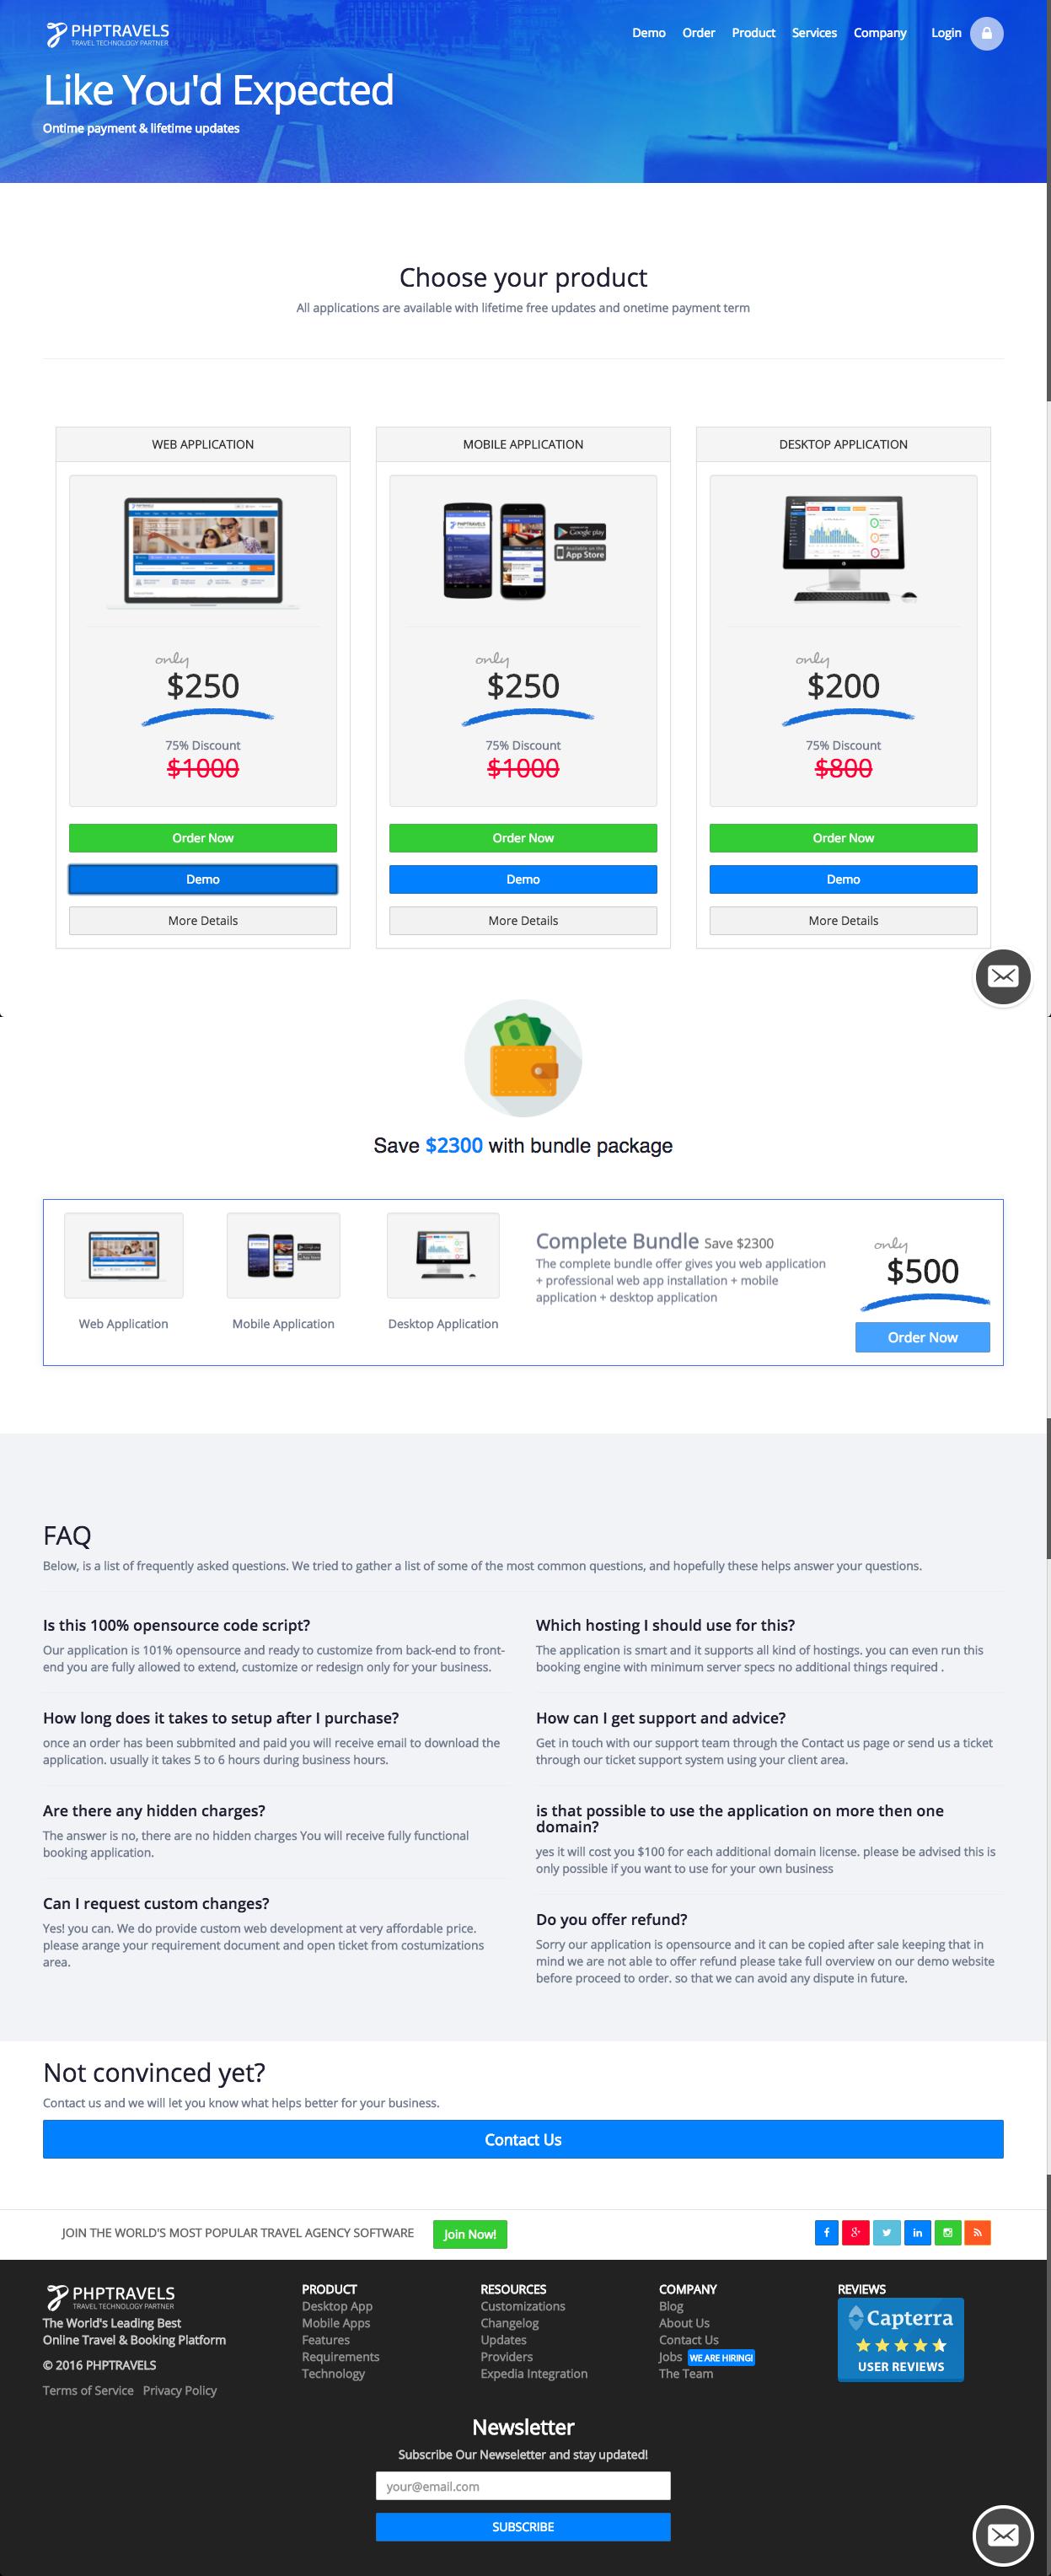 PHPTRAVELS
TRAVEL TECHNOLOGY PARTNER
Demo Order Product Services Company Login
Like You'd Expected
Ontime payment & lifetime updates
Choose your product
All applications are available with lifetime free updates and onetime payment term
WEB APPLICATION
only
$250
75% Discount
$1000
Order Now
Demo
More Details
MOBILE APPLICATION
PHPTRAVELS
Google play
Available on the
App Store
only
$250
75% Discount
$1000
Order Now
Demo
More Details
DESKTOP APPLICATION
only
$200
75% Discount
$800
Order Now
Demo
More Details
Save $2300 with bundle package
Web Application
Mobile Application
Desktop Application
Complete Bundle Save $2300
The complete bundle offer gives you web application
+ professional web app installation + mobile
application + desktop application
only
$500
Order Now
FAQ
Below, is a list of frequently asked questions. We tried to gather a list of some of the most common questions, and hopefully these helps answer your questions.
Is this 100% opensource code script?
Our application is 101% opensource and ready to customize from back-end to front-
end you are fully allowed to extend, customize or redesign only for your business.
How long does it takes to setup after I purchase?
once an order has been subbmited and paid you will receive email to download the
application. usually it takes 5 to 6 hours during business hours.
Are there any hidden charges?
The answer is no, there are no hidden charges You will receive fully functional
booking application.
Can I request custom changes?
Yes! you can. We do provide custom web development at very affordable price.
please arange your requirement document and open ticket from costumizations
area.
Which hosting I should use for this?
The application is smart and it supports all kind of hostings. you can even run this
booking engine with minimum server specs no additional things required .
How can I get support and advice?
Get in touch with our support team through the Contact us page or send us a ticket
through our ticket support system using your client area.
is that possible to use the application on more then one
domain?
yes it will cost you $100 for each additional domain license. please be advised this is
only possible if you want to use for your own business
Do you offer refund?
Sorry our application is opensource and it can be copied after sale keeping that in
mind we are not able to offer refund please take full overview on our demo website
before proceed to order. so that we can avoid any dispute in future.
Not convinced yet?
Contact us and we will let you know what helps better for your business.
Contact Us
JOIN THE WORLD'S MOST POPULAR TRAVEL AGENCY SOFTWARE
Join Now!
PHPTRAVELS
TRAVEL TECHNOLOGY PARTNER
The World's Leading Best
Online Travel & Booking Platform
© 2016 PHPTRAVELS
Terms of Service Privacy Policy
PRODUCT
Desktop App
Mobile Apps
Features
Requirements
Technology
RESOURCES
Customizations
Changelog
Updates
Providers
Expedia Integration
COMPANY
Blog
About Us
Contact Us
Jobs WE ARE HIRING!
The Team
REVIEWS
Capterra
USER REVIEWS
Newsletter
Subscribe Our Newseletter and stay updated!
your@email.com
SUBSCRIBE